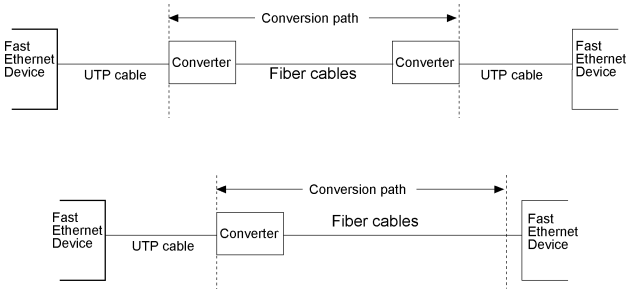 Conversion path
Fast
Ethernet
Device
UTP cable
Converter
Fiber cables
Converter
UTP cable
Fast
Ethernet
Device
Conversion path
Fast
Ethernet
Device
UTP cable
Converter
Fiber cables
Fast
Ethernet
Device